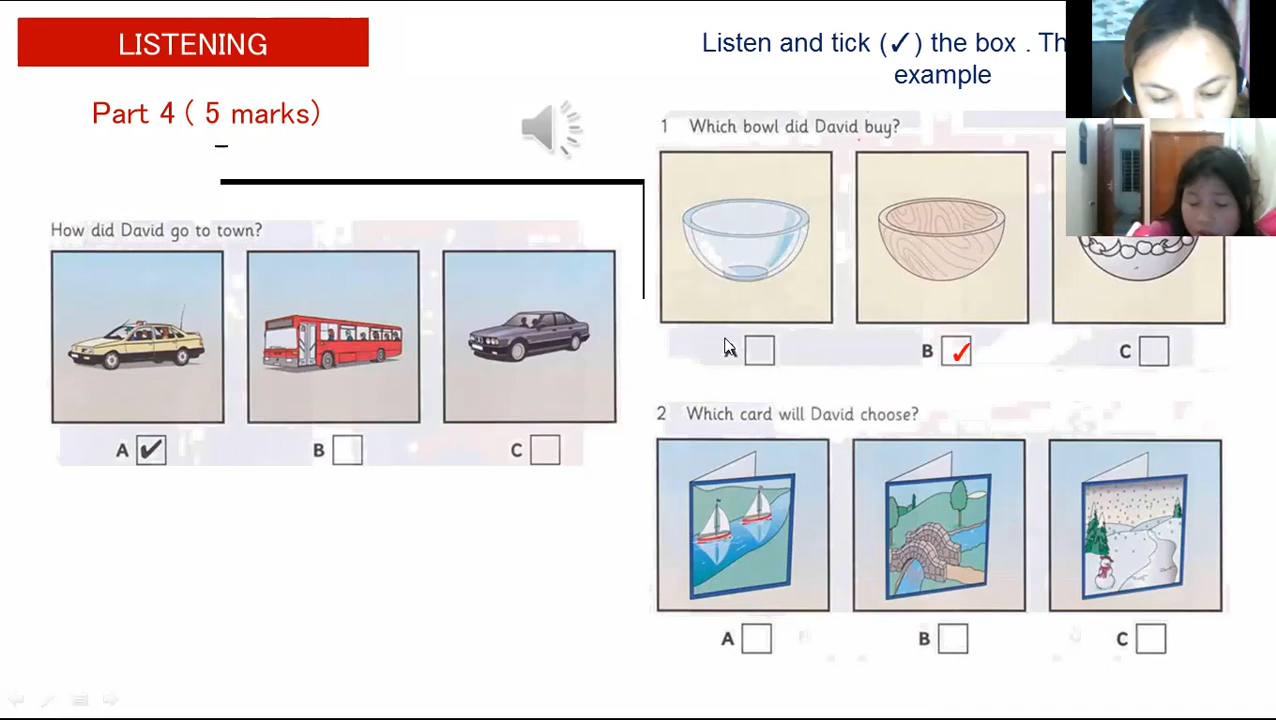 LISTENING
Part 4 ( 5 marks)
Listen and tick (✓) the box . Th
example
How did David go to town?
A ✔ B C
1 Which bowl did David buy?
B ✓ C
2 Which card will David choose?
A B C